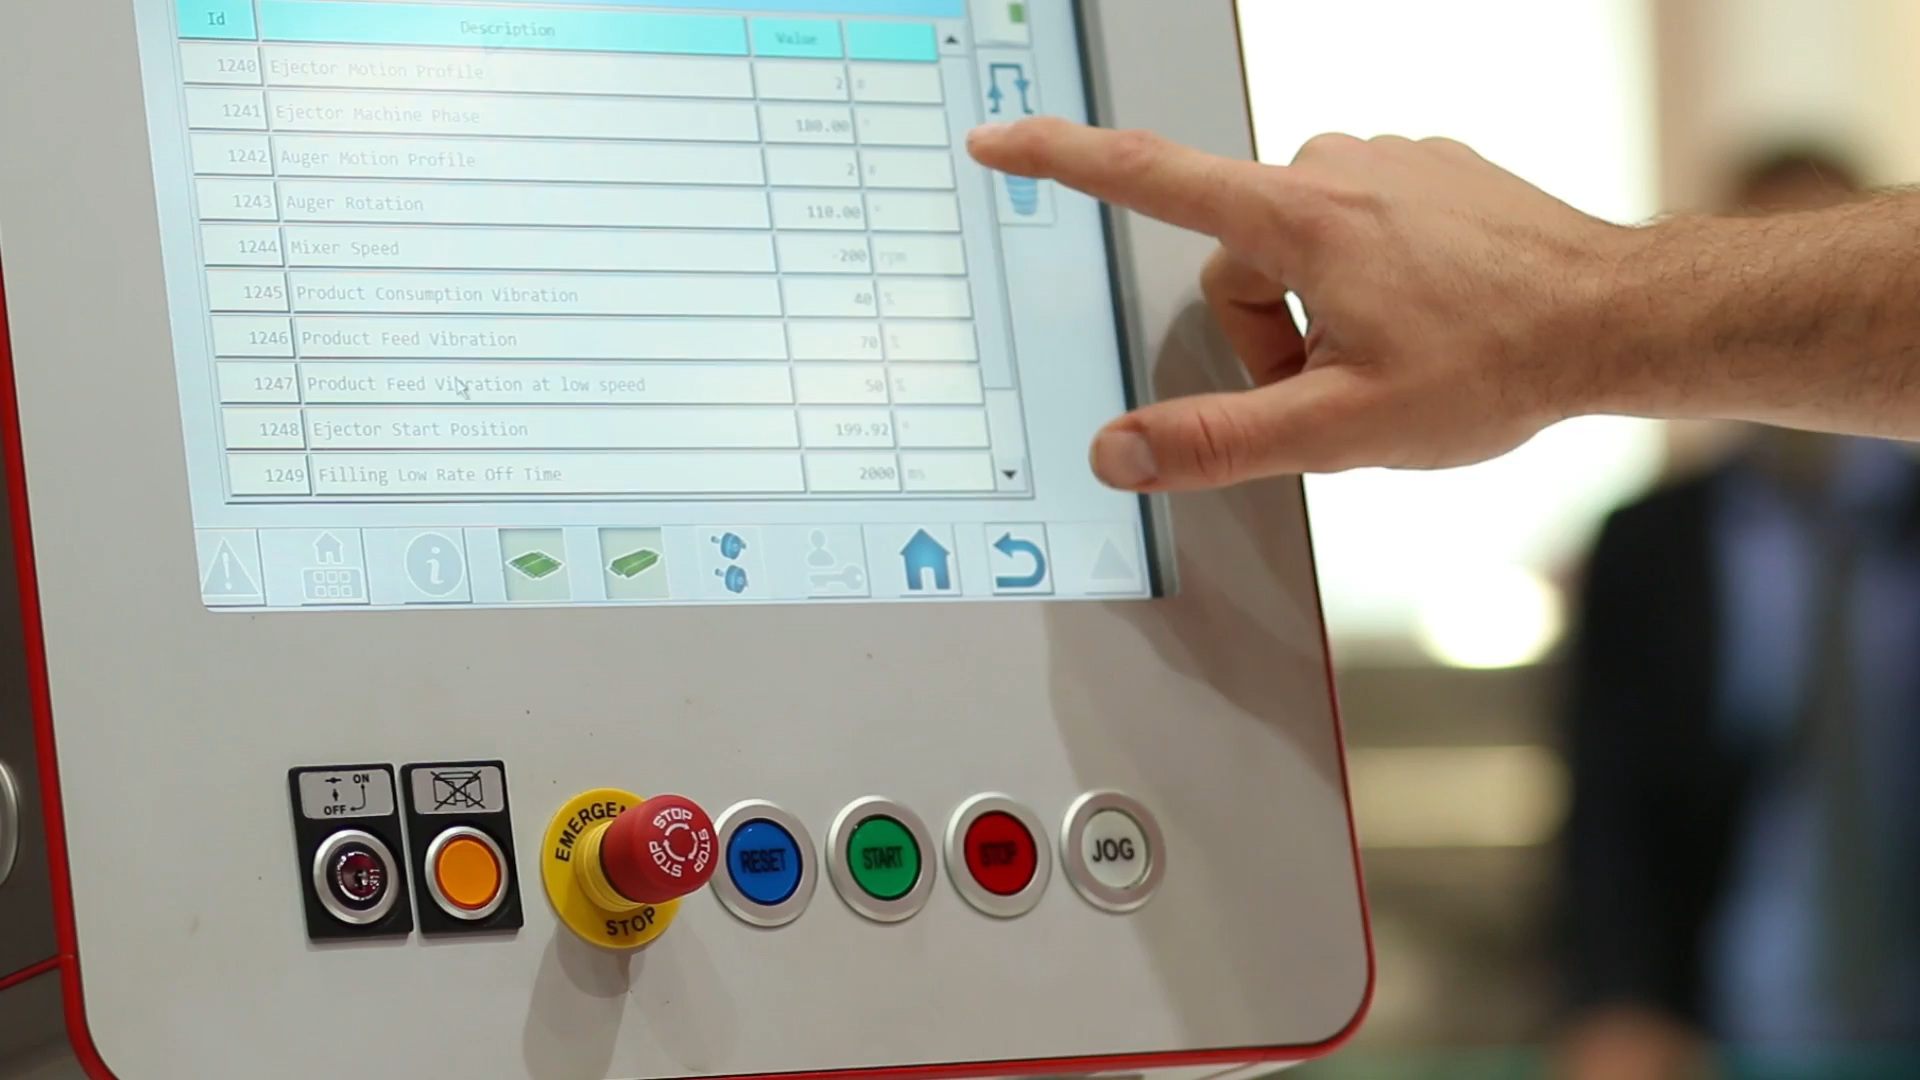 Id Description Value
1240 Ejector Motion Profile 2 #
1241 Ejector Machine Phase 180.00 °
1242 Auger Motion Profile 2 #
1243 Auger Rotation 110.00 °
1244 Mixer Speed -200 rpm
1245 Product Consumption Vibration 40 %
1246 Product Feed Vibration 70 %
1247 Product Feed Vibration at low speed 50 %
1248 Ejector Start Position 199.92 °
1249 Filling Low Rate Off Time 2000 ms
ON
OFF
EMERGEN
STOP
STOP STOP STOP
RESET
START
STOP
JOG